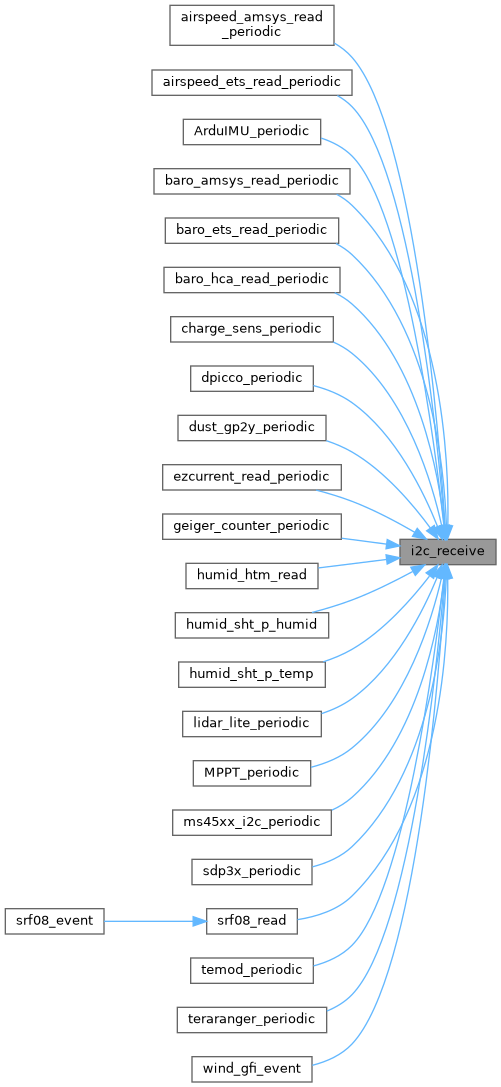 airspeed_amsys_read
_periodic
airspeed_ets_read_periodic
ArduIMU_periodic
baro_amsys_read_periodic
baro_ets_read_periodic
baro_hca_read_periodic
charge_sens_periodic
dpicco_periodic
dust_gp2y_periodic
ezcurrent_read_periodic
geiger_counter_periodic
i2c_receive
humid_htm_read
humid_sht_p_humid
humid_sht_p_temp
lidar_lite_periodic
MPPT_periodic
ms45xx_i2c_periodic
sdp3x_periodic
srf08_event
srf08_read
temod_periodic
teraranger_periodic
wind_gfi_event